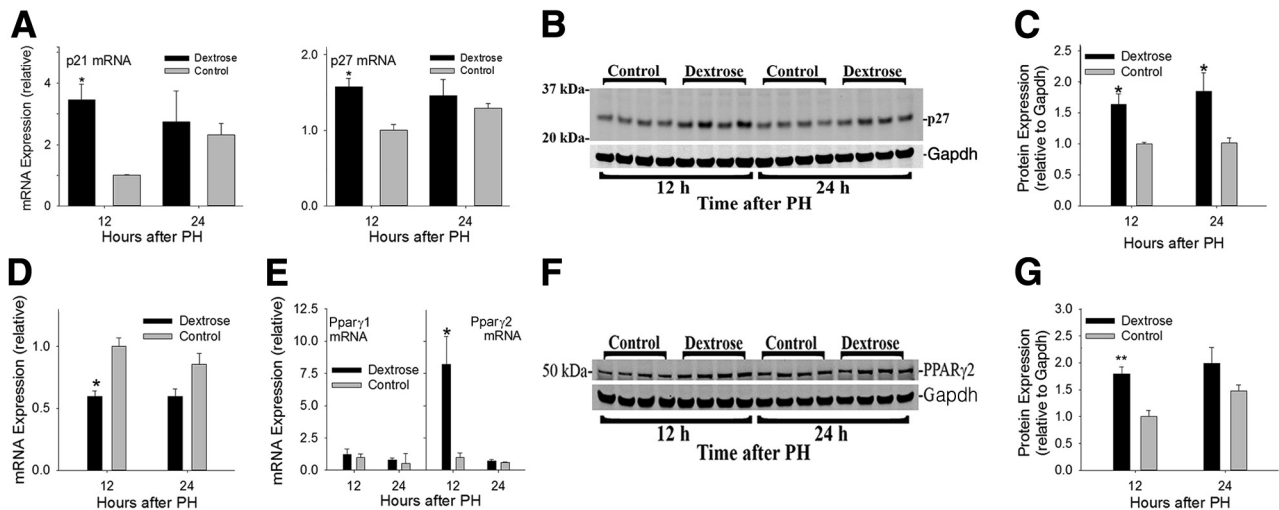 A
p21 mRNA
Dextrose
Control
mRNA Expression (relative)
4
2
0
*
12
24
Hours after PH
p27 mRNA
Dextrose
Control
2.0
1.0
0.0
*
12
24
Hours after PH
B
Control
Dextrose
Control
Dextrose
37 kDa-
20 kDa-
-p27
-Gapdh
12 h
24 h
Time after PH
C
Protein Expression
(relative to Gapdh)
2.5
2.0
1.5
1.0
0.5
0.0
Dextrose
Control
*
*
12
24
Hours after PH
D
mRNA Expression (relative)
1.0
0.5
0.0
Dextrose
Control
*
12
24
Hours after PH
E
mRNA Expression (relative)
12.5
10.0
7.5
5.0
2.5
0.0
Pparγ1
mRNA
Pparγ2
mRNA
Dextrose
Control
*
12
24
12
24
Hours after PH
F
Control
Dextrose
Control
Dextrose
50 kDa-
-PPARγ2
-Gapdh
12 h
24 h
Time after PH
G
Protein Expression
(relative to Gapdh)
3.0
2.5
2.0
1.5
1.0
0.5
0.0
Dextrose
Control
**
12
24
Hours after PH